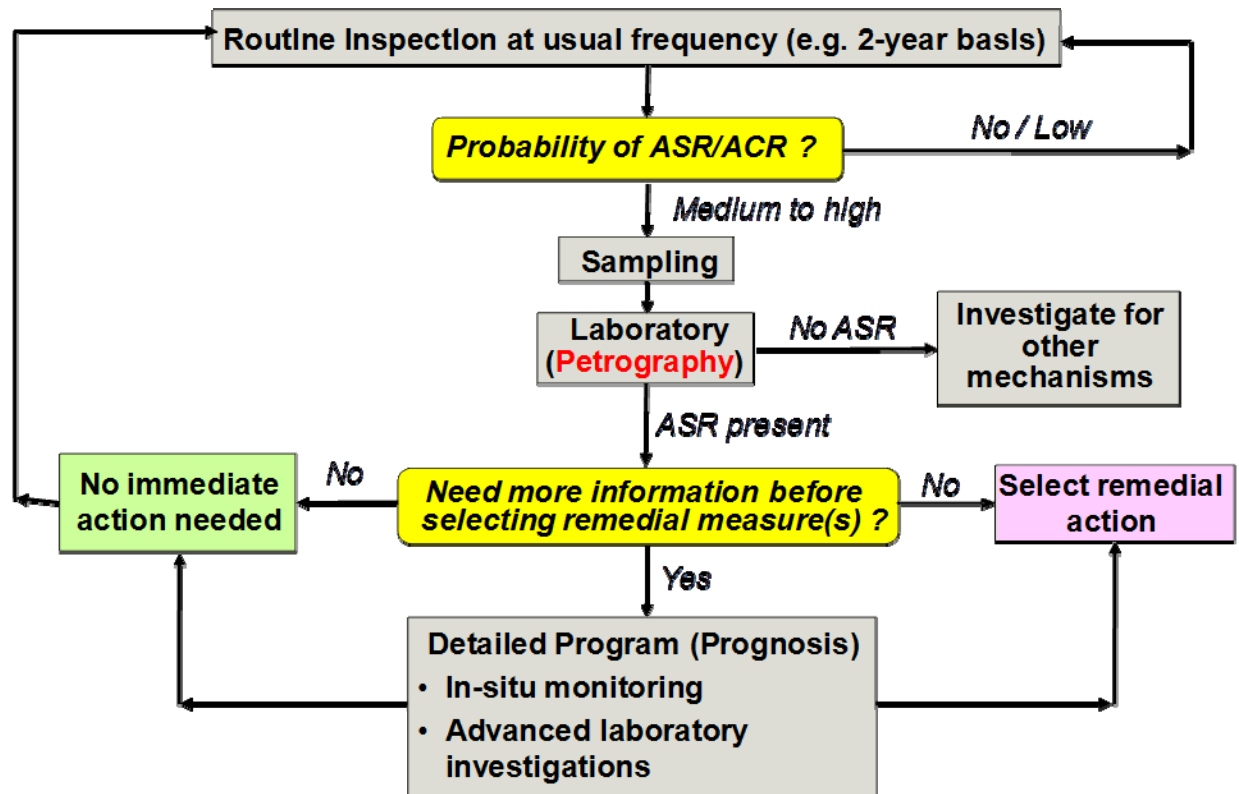 Routine Inspection at usual frequency (e.g. 2-year basis)
Probability of ASR/ACR ?
No / Low
Medium to high
Sampling
Laboratory
(Petrography)
No ASR
Investigate for
other
mechanisms
ASR present
No immediate
action needed
No
Need more information before
selecting remedial measure(s) ?
No
Select remedial
action
Yes
Detailed Program (Prognosis)
• In-situ monitoring
• Advanced laboratory
investigations